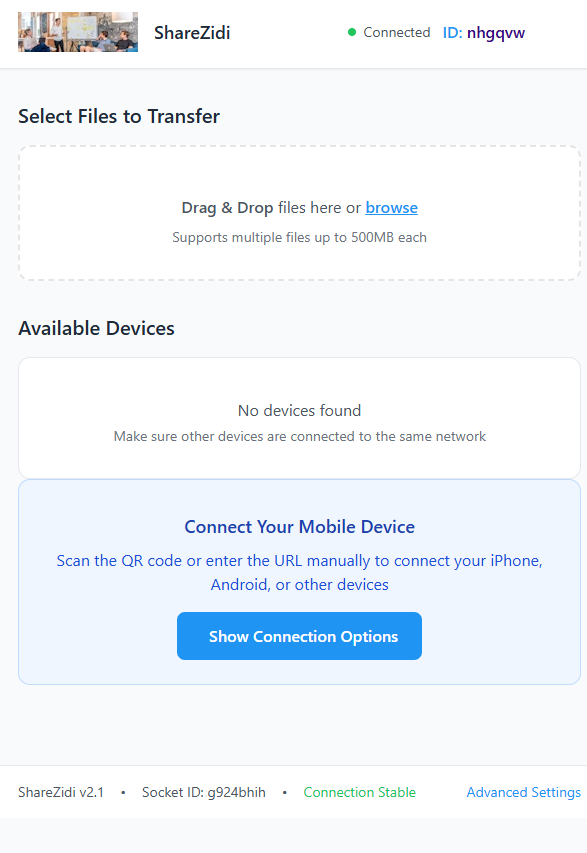 ShareZidi
Connected ID: nhgqvw
Select Files to Transfer
Drag & Drop files here or browse
Supports multiple files up to 500MB each
Available Devices
No devices found
Make sure other devices are connected to the same network
Connect Your Mobile Device
Scan the QR code or enter the URL manually to connect your iPhone,
Android, or other devices
Show Connection Options
ShareZidi v2.1 • Socket ID: g924bhih • Connection Stable Advanced Settings